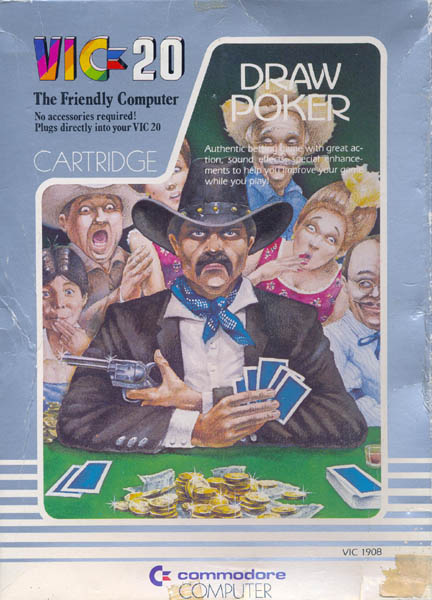 VIC-20
The Friendly Computer
No accessories required!
Plugs directly into your VIC 20
CARTRIDGE
DRAW
POKER
Authentic betting game with great ac-
tion, sound effects, special enhance-
ments to help you improve your game
while you play!
VIC 1908
commodore
COMPUTER